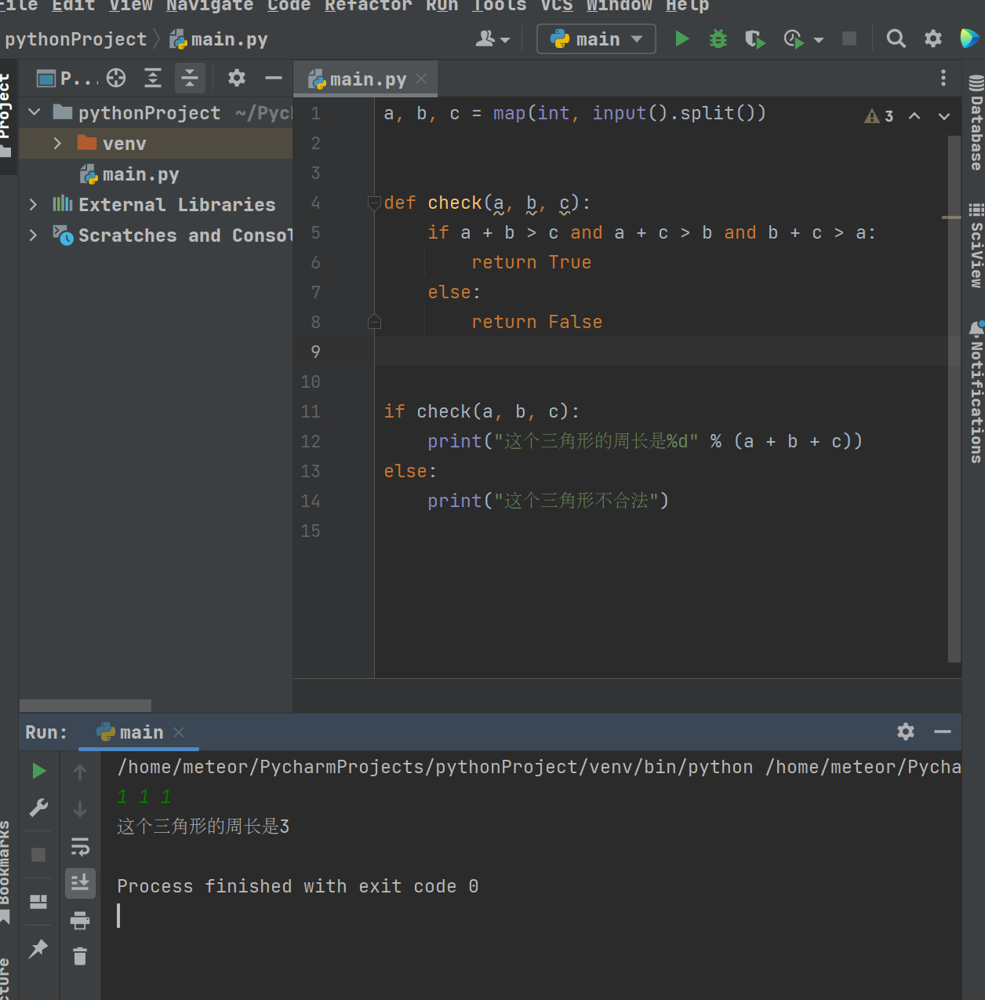 File Edit View Navigate Code Refactor Run Tools VCS Window Help
pythonProject main.py
main
Project
P...
main.py
pythonProject ~/Pyc
venv
main.py
External Libraries
Scratches and Consol
1 a, b, c = map(int, input().split())
3
2
3
4 def check(a, b, c):
5 if a + b > c and a + c > b and b + c > a:
6 return True
7 else:
8 return False
9
10
11 if check(a, b, c):
12 print("这个三角形的周长是%d" % (a + b + c))
13 else:
14 print("这个三角形不合法")
15
Database
SciView
Notifications
Run: main
/home/meteor/PycharmProjects/pythonProject/venv/bin/python /home/meteor/Pycha
1 1 1
这个三角形的周长是3
Process finished with exit code 0
Bookmarks
cture